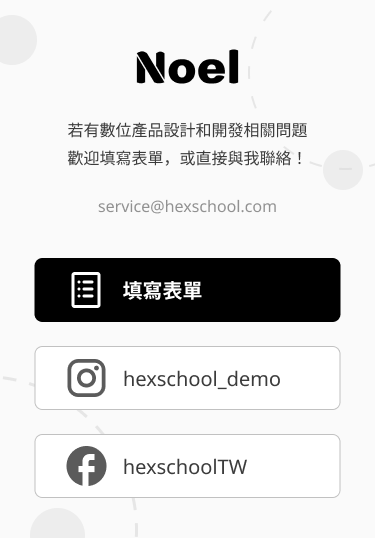 Noel
若有數位產品設計和開發相關問題
歡迎填寫表單，或直接與我聯絡！
service@hexschool.com
填寫表單
hexschool_demo
hexschoolTW